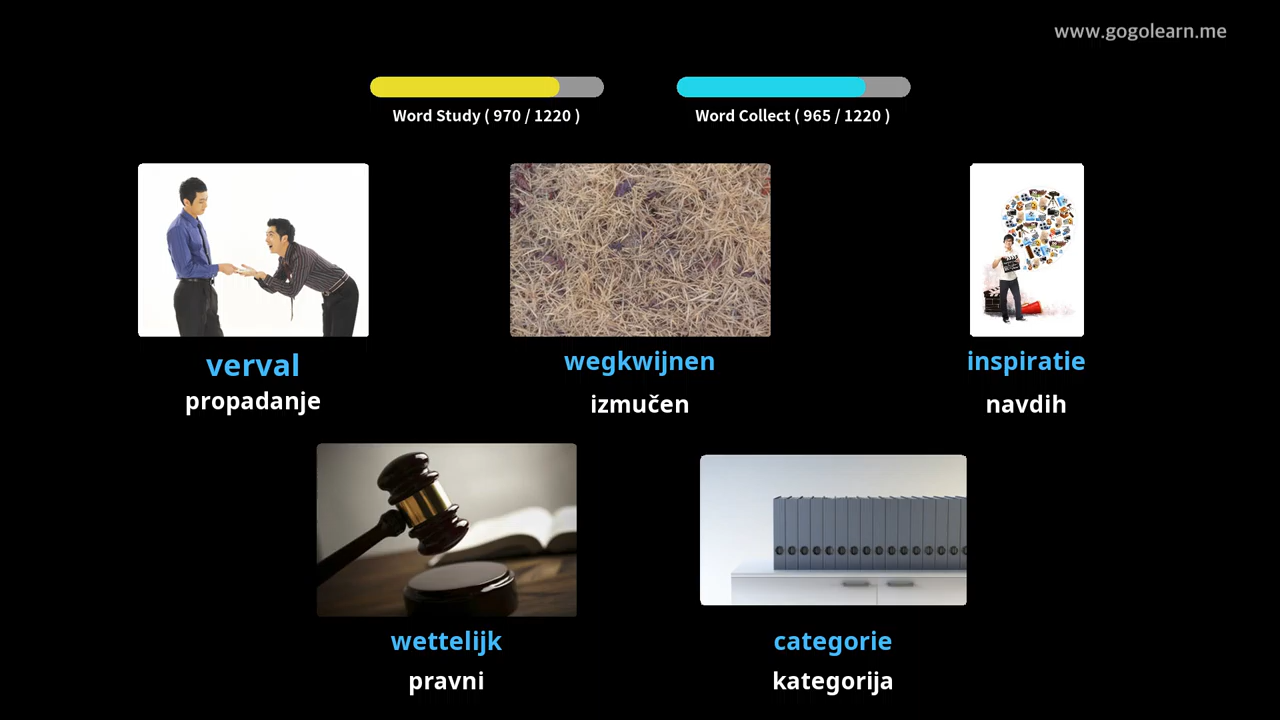 www.gogolearn.me
Word Study ( 970 / 1220 )
Word Collect ( 965 / 1220 )
verval
propadanje
wegkwijnen
izmučen
inspiratie
navdih
wettelijk
pravni
categorie
kategorija